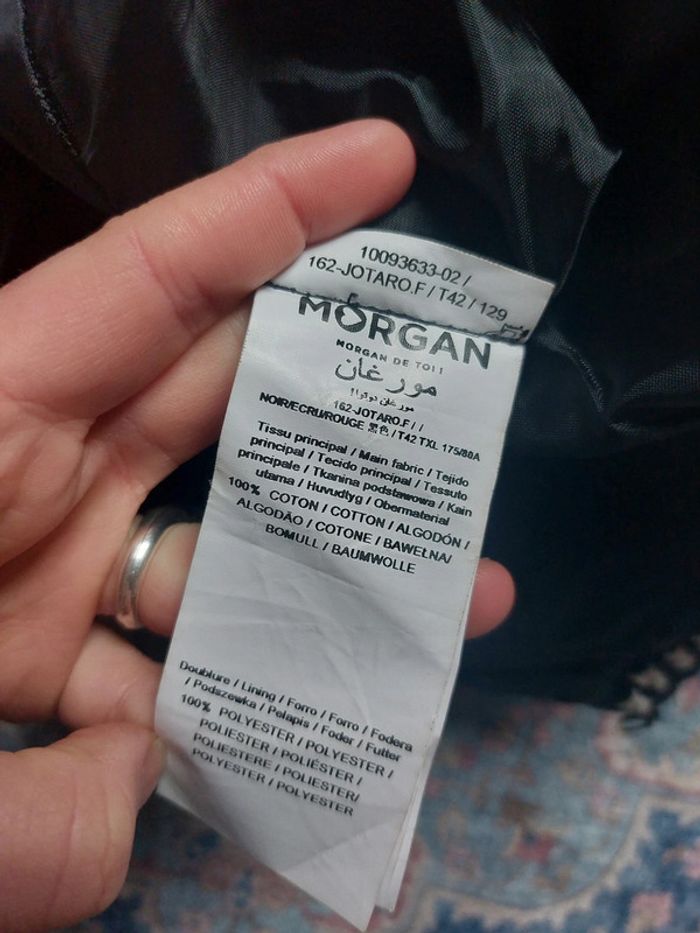 10093633-02 /
162-JOTARO.F / T42 / 129
MORGAN
MORGAN DE TOI
مورغان
162-JOTARO.F / /
NOIR/ECRU/ROUGE 黑色 / T42 TXL 175/88A
Tissu principal / Main fabric / Tejido
principal / Tecido principal / Tessuto
principale / Tkanina podstawowa / Kain
utama / Huvudtyg / Obermaterial
100% COTON / COTTON / ALGODÓN /
ALGODÃO / COTONE / BAWEŁNA/
BOMULL / BAUMWOLLE
Doublure / Lining / Forro / Forro / Fodera
/ Podszewka / Pelapis / Foder / Futter
100% POLYESTER / POLYESTER /
POLIESTER / POLIÉSTER /
POLIESTERE / POLIESTER/
POLYESTER / POLYESTER